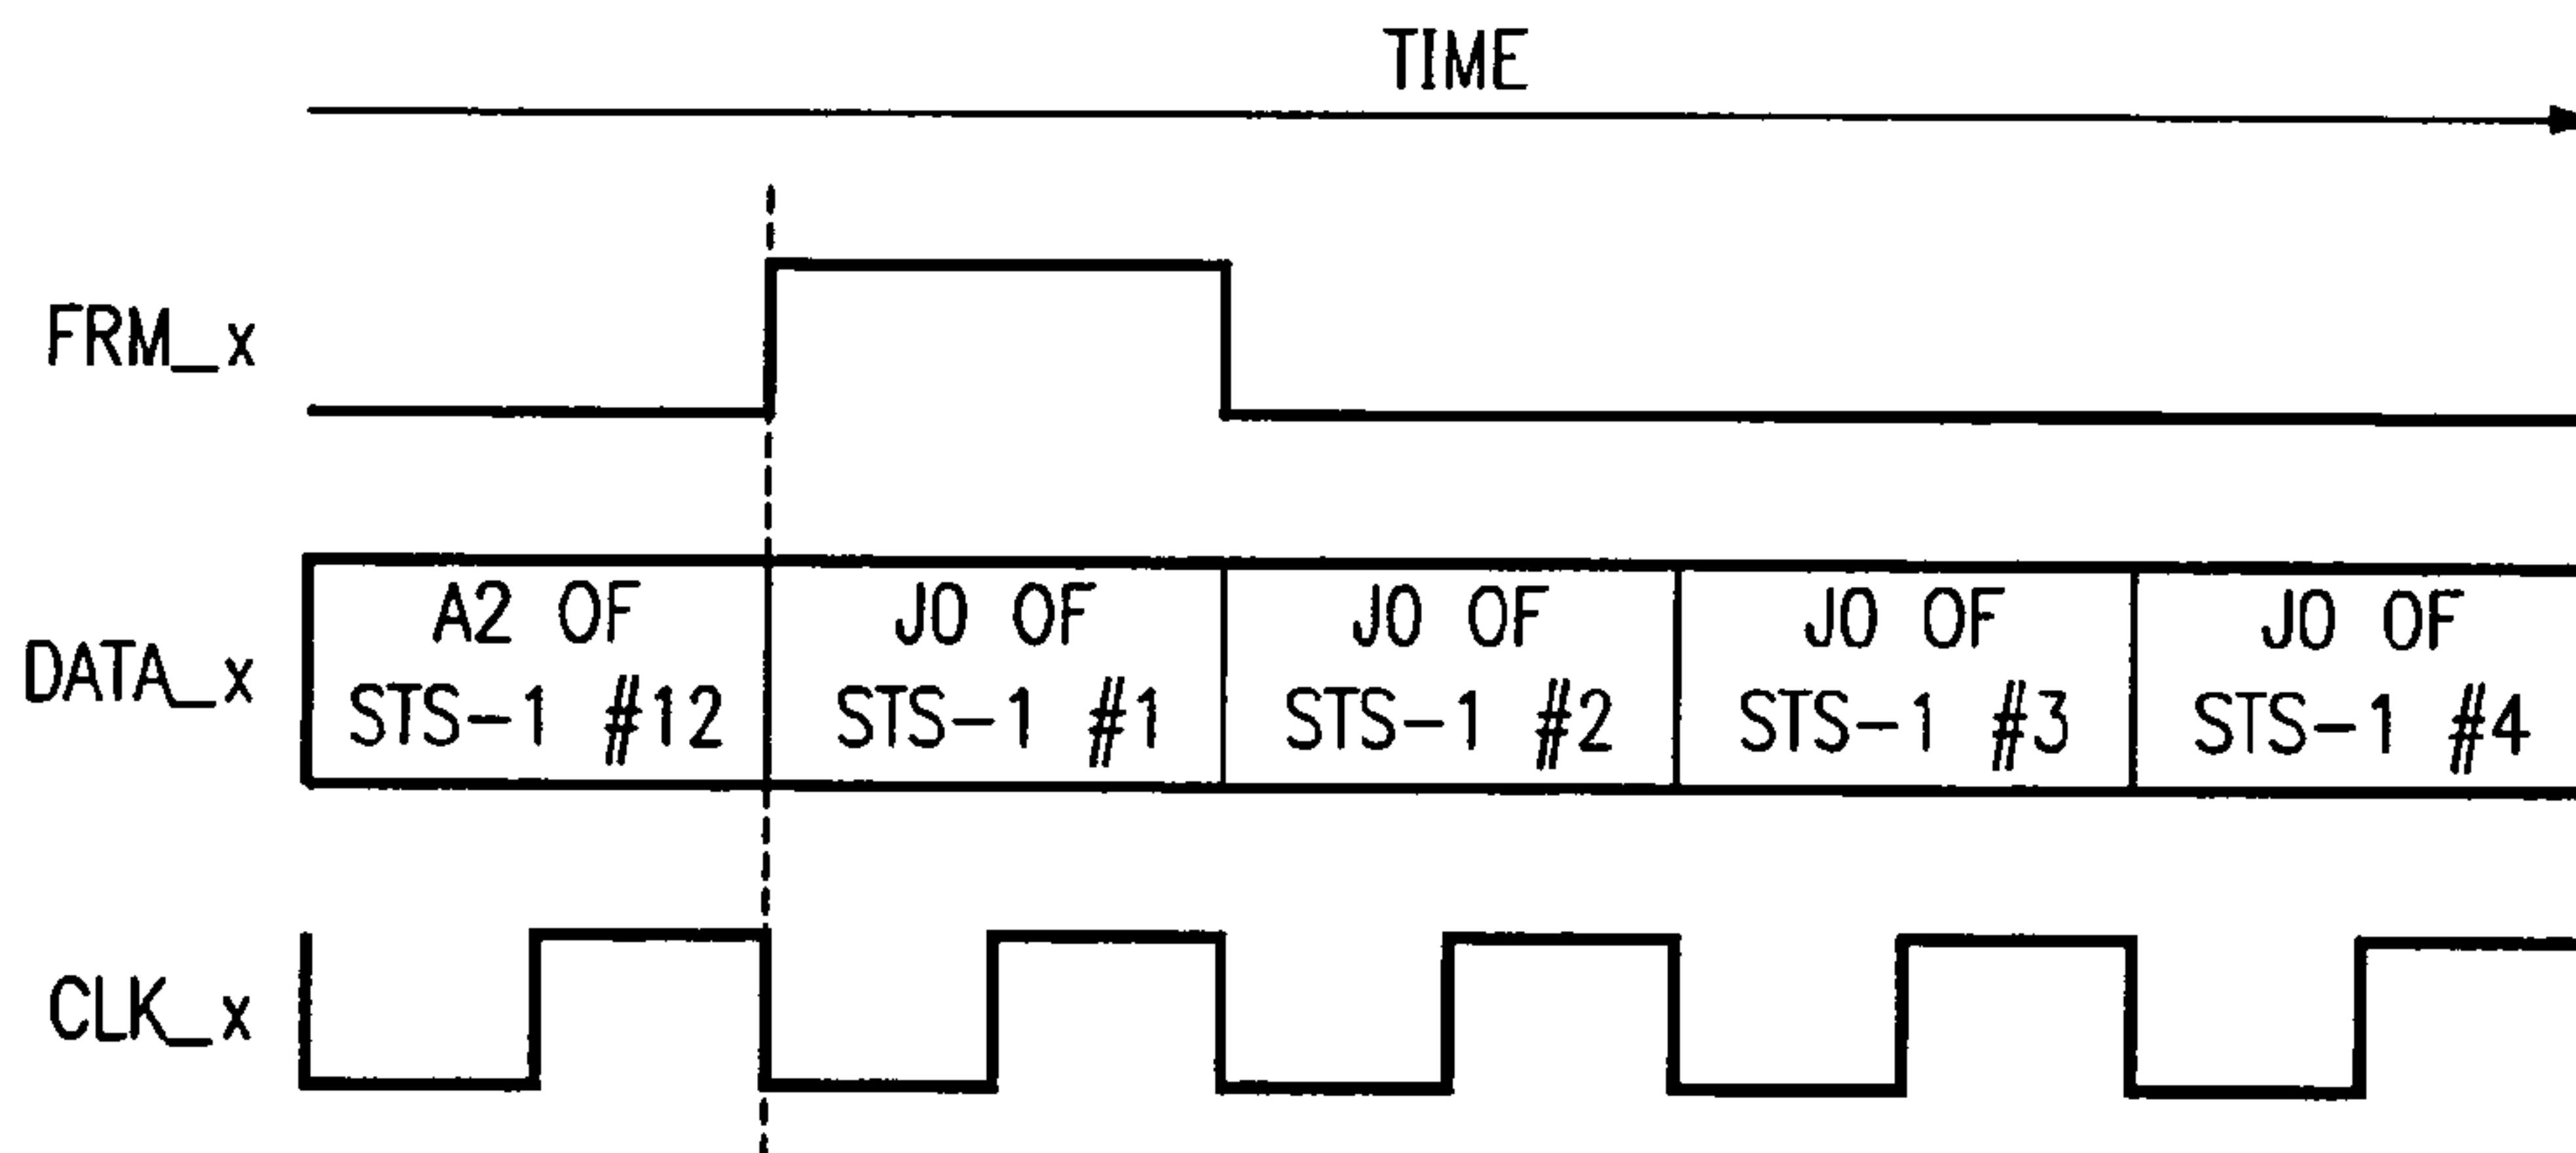 TIME
FRM_x
DATA_x
A2 OF
STS-1 #12
J0 OF
STS-1 #1
J0 OF
STS-1 #2
J0 OF
STS-1 #3
J0 OF
STS-1 #4
CLK_x